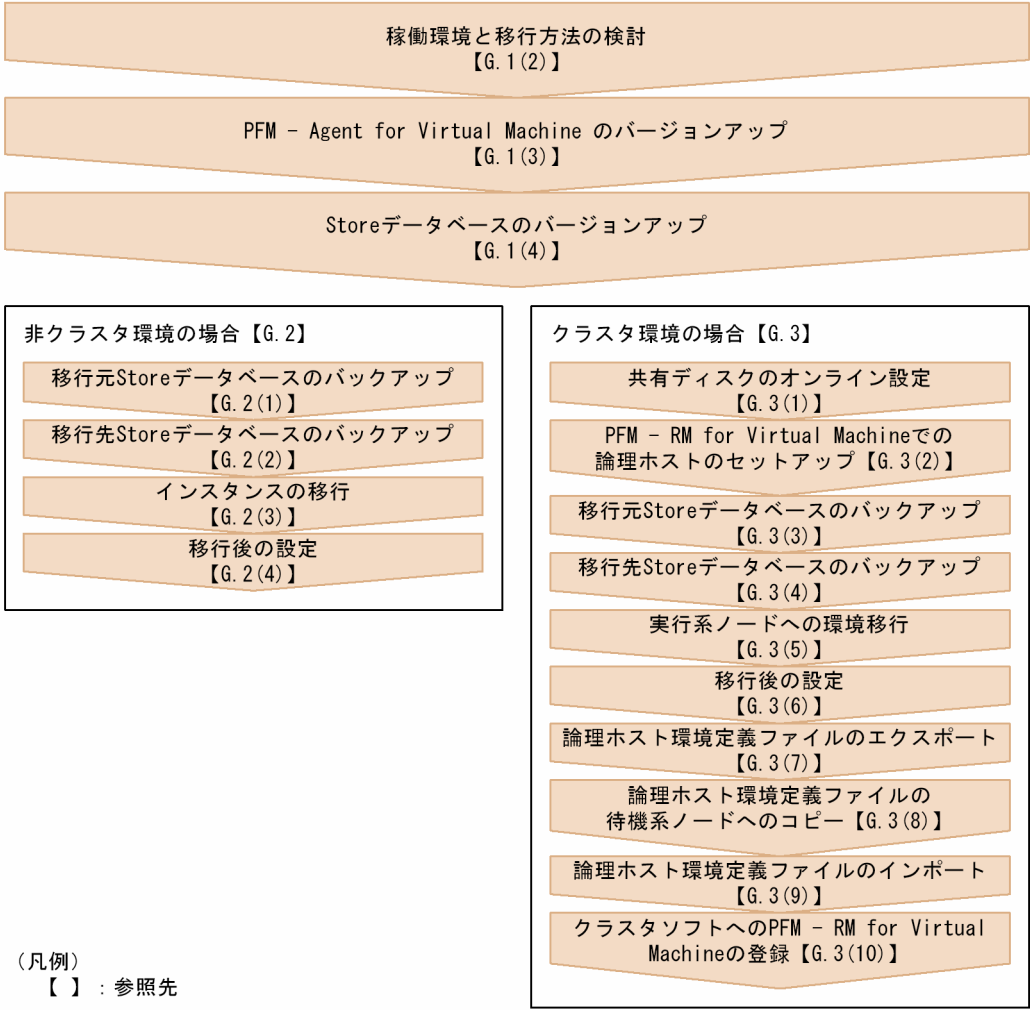 稼働環境と移行方法の検討
【G.1(2)】
PFM - Agent for Virtual Machine のバージョンアップ
【G.1(3)】
Storeデータベースのバージョンアップ
【G.1(4)】
非クラスタ環境の場合【G.2】
移行元Storeデータベースのバックアップ
【G.2(1)】
移行先Storeデータベースのバックアップ
【G.2(2)】
インスタンスの移行
【G.2(3)】
移行後の設定
【G.2(4)】
クラスタ環境の場合【G.3】
共有ディスクのオンライン設定
【G.3(1)】
PFM - RM for Virtual Machineでの
論理ホストのセットアップ【G.3(2)】
移行元Storeデータベースのバックアップ
【G.3(3)】
移行先Storeデータベースのバックアップ
【G.3(4)】
実行系ノードへの環境移行
【G.3(5)】
移行後の設定
【G.3(6)】
論理ホスト環境定義ファイルのエクスポート
【G.3(7)】
論理ホスト環境定義ファイルの
待機系ノードへのコピー【G.3(8)】
論理ホスト環境定義ファイルのインポート
【G.3(9)】
クラスタソフトへのPFM - RM for Virtual
Machineの登録【G.3(10)】
（凡例）
【 】：参照先